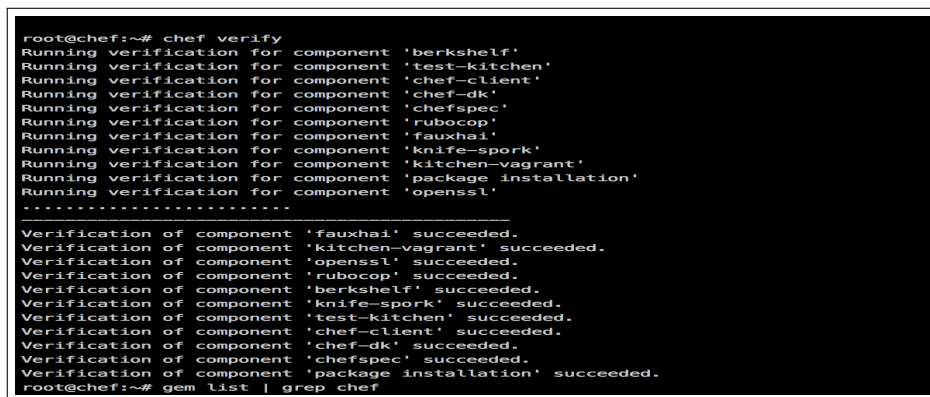 root@chef:~# chef verify
Running verification for component 'berkshelf'
Running verification for component 'test-kitchen'
Running verification for component 'chef-client'
Running verification for component 'chef-dk'
Running verification for component 'chefspec'
Running verification for component 'rubocop'
Running verification for component 'fauxhai'
Running verification for component 'knife-spork'
Running verification for component 'kitchen-vagrant'
Running verification for component 'package installation'
Running verification for component 'openssl'
.........................
---------------------------------------------
Verification of component 'fauxhai' succeeded.
Verification of component 'kitchen-vagrant' succeeded.
Verification of component 'openssl' succeeded.
Verification of component 'rubocop' succeeded.
Verification of component 'berkshelf' succeeded.
Verification of component 'knife-spork' succeeded.
Verification of component 'test-kitchen' succeeded.
Verification of component 'chef-client' succeeded.
Verification of component 'chef-dk' succeeded.
Verification of component 'chefspec' succeeded.
Verification of component 'package installation' succeeded.
root@chef:~# gem list | grep chef